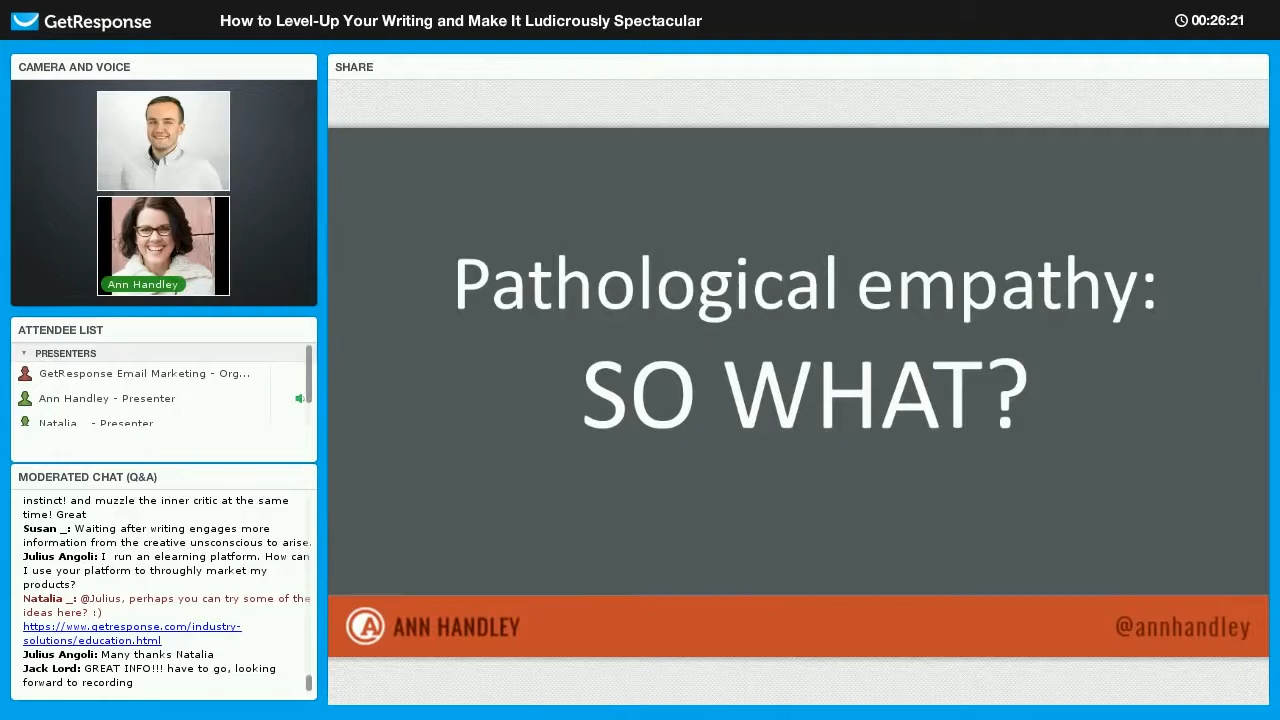 GetResponse
How to Level-Up Your Writing and Make It Ludicrously Spectacular
00:26:21
CAMERA AND VOICE
Ann Handley
ATTENDEE LIST
PRESENTERS
GetResponse Email Marketing - Org...
Ann Handley - Presenter
Natalia _ - Presenter
MODERATED CHAT (Q&A)
instinct! and muzzle the inner critic at the same
time! Great
Susan _: Waiting after writing engages more
information from the creative unsconscious to arise.
Julius Angoli: I run an elearning platform. How can
I use your platform to throughly market my
products?
Natalia _: @Julius, perhaps you can try some of the
ideas here? :)
https://www.getresponse.com/industry-
solutions/education.html
Julius Angoli: Many thanks Natalia
Jack Lord: GREAT INFO!!! have to go, looking
forward to recording
SHARE
Pathological empathy:
SO WHAT?
ANN HANDLEY
@annhandley